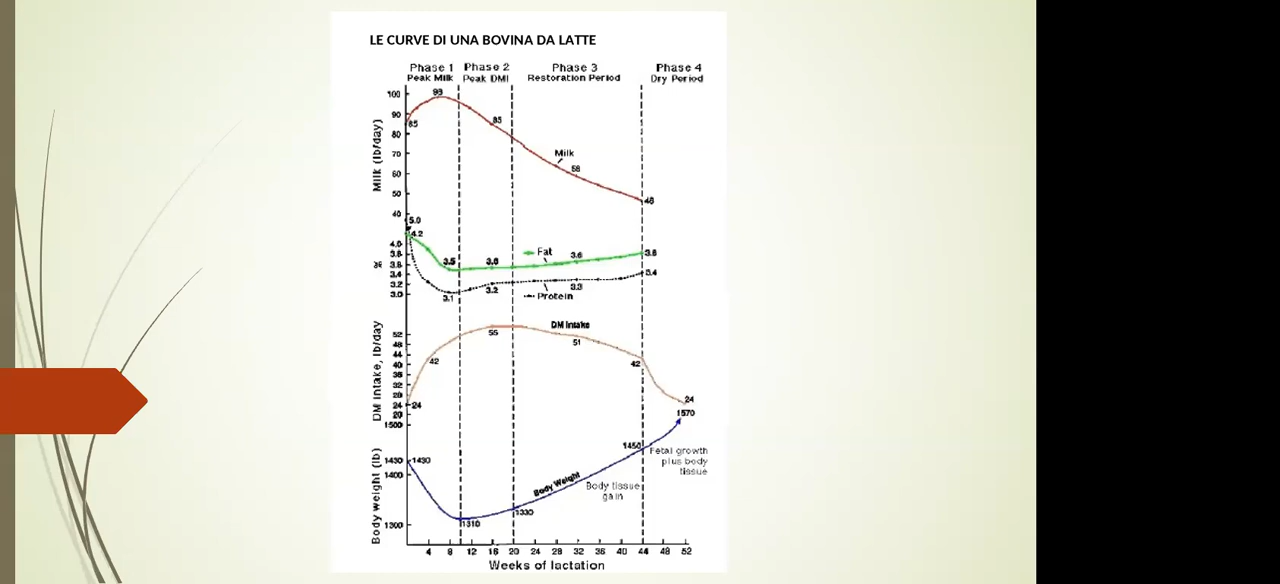 LE CURVE DI UNA BOVINA DA LATTE
Phase 1 Phase 2 Phase 3 Phase 4
Peak Milk Peak DMI Restoration Period Dry Period
Milk (lb/day)
100
90
80
70
60
50
40
85
98
85
Milk
58
46
%
5.0
4.2
4.0
3.8
3.6
3.4
3.2
3.0
3.5
3.6
Fat
3.6
3.8
3.1
3.2
3.3
3.4
Protein
DM Intake, lb/day
52
48
44
40
36
32
28
24
20
24
42
55
DM Intake
51
42
24
Body weight (lb)
1500
1430
1400
1300
1430
1310
1330
Body Weight
1450
1570
Body tissue
gain
Fetal growth
plus body
tissue
4 8 12 16 20 24 28 32 36 40 44 48 52
Weeks of lactation